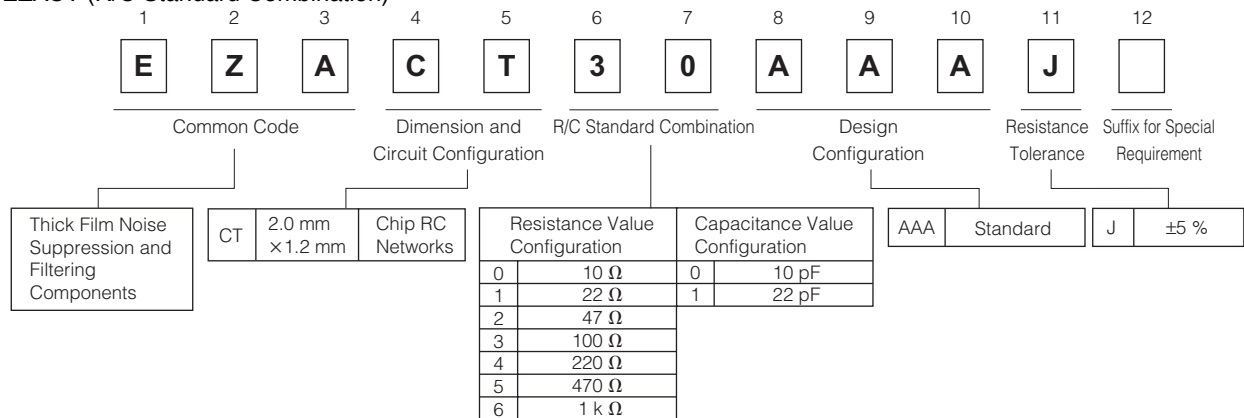 EZACT (R/C Standard Combination)
1 2 3 4 5 6 7 8 9 10 11 12
E Z A C T 3 0 A A A J
Common Code
Dimension and
Circuit Configuration
R/C Standard Combination
Design
Configuration
Resistance
Tolerance
Suffix for Special
Requirement
Thick Film Noise
Suppression and
Filtering
Components
CT
2.0 mm
×1.2 mm
Chip RC
Networks
Resistance Value
Configuration
0 10 Ω
1 22 Ω
2 47 Ω
3 100 Ω
4 220 Ω
5 470 Ω
6 1 k Ω
Capacitance Value
Configuration
0 10 pF
1 22 pF
AAA Standard
J ±5 %